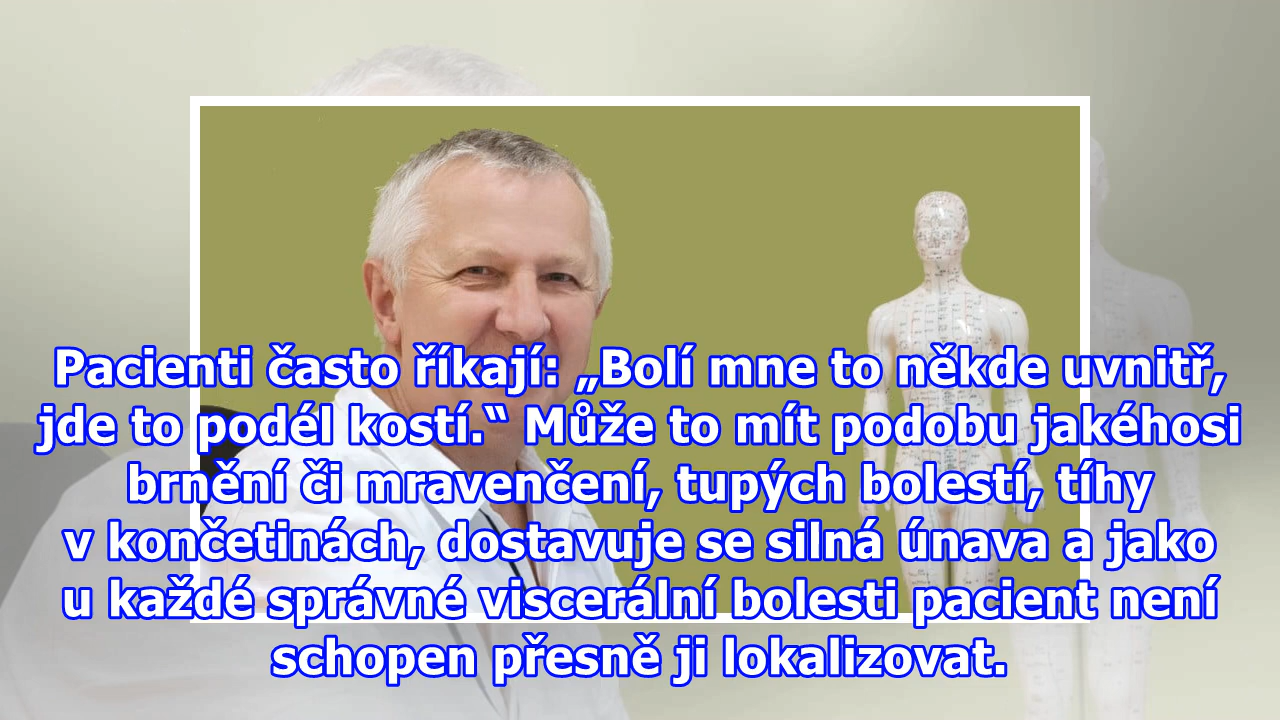 Pacienti často říkají: „Bolí mne to někde uvnitř,
jde to podél kostí.“ Může to mít podobu jakéhosi
brnění či mravenčení, tupých bolestí, tíhy
v končetinách, dostavuje se silná únava a jako
u každé správné viscerální bolesti pacient není
schopen přesně ji lokalizovat.